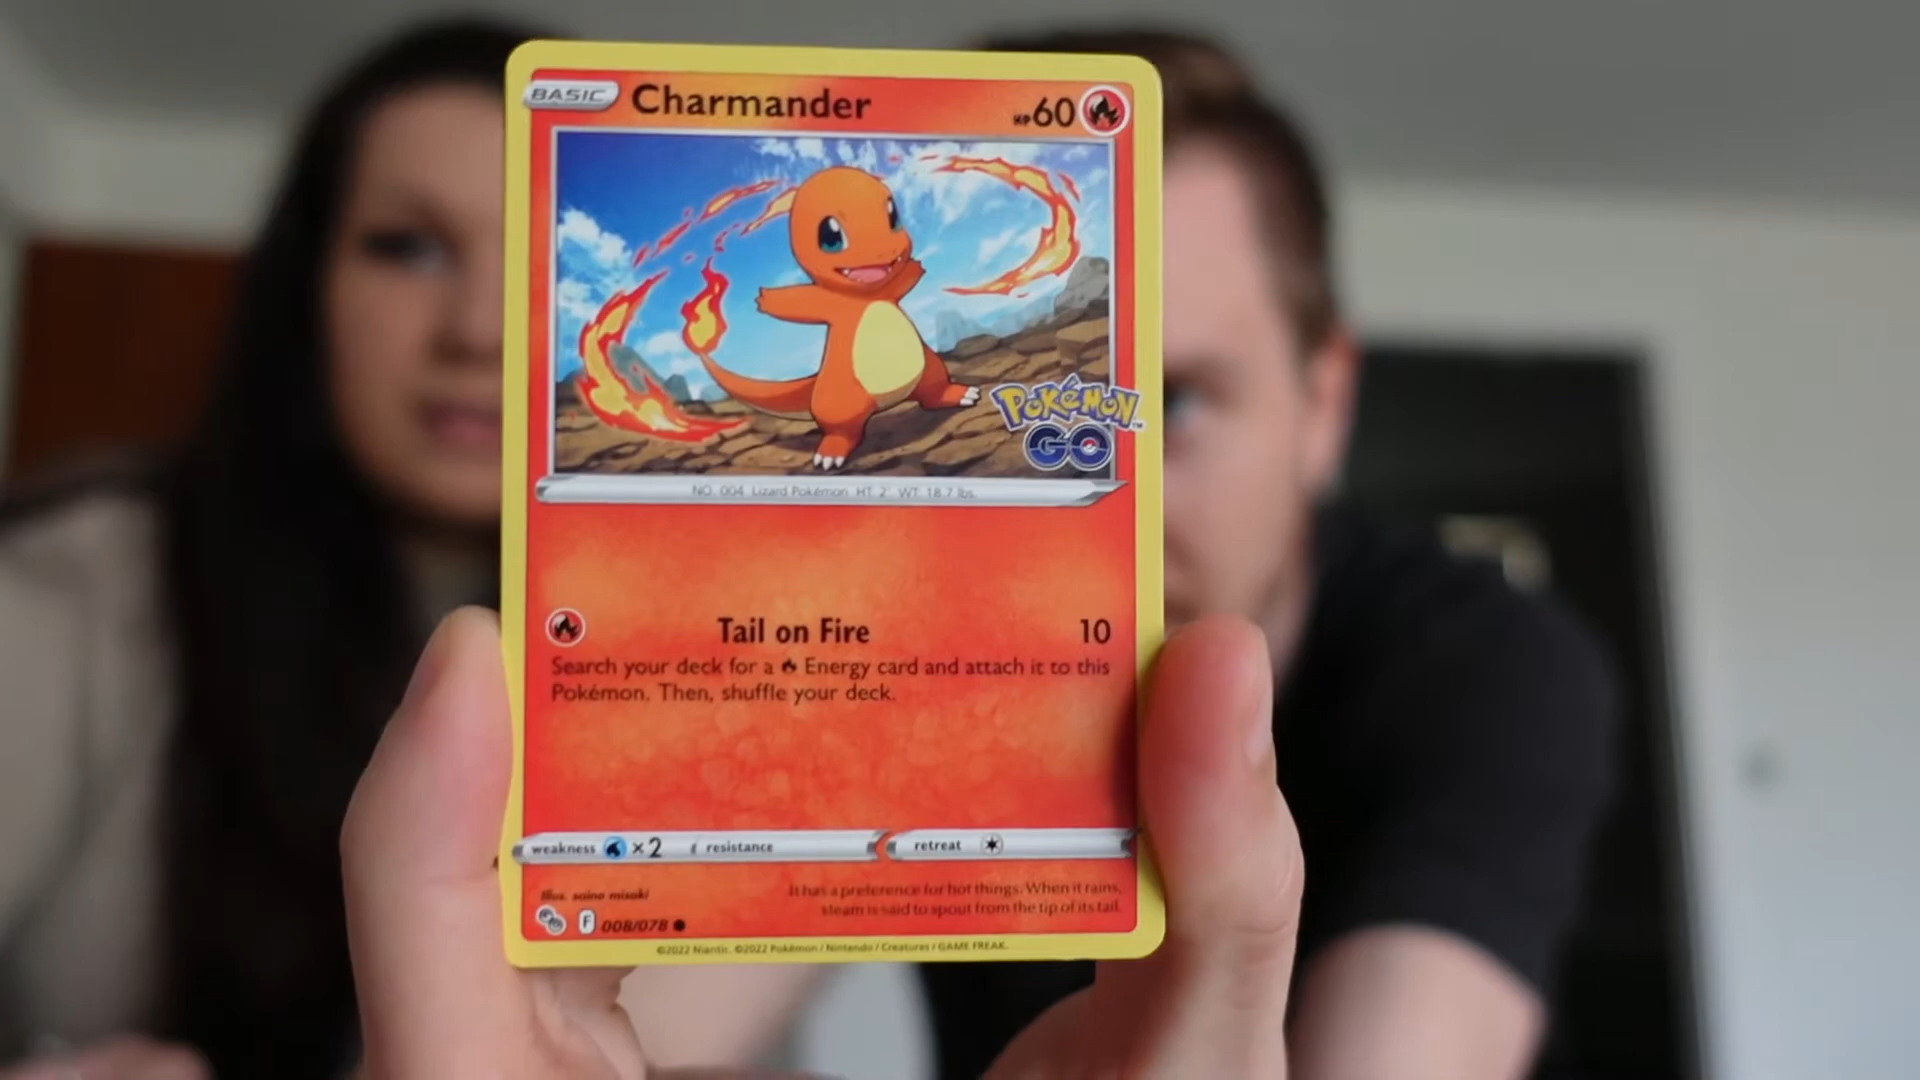 BASIC Charmander HP 60
POKéMON™
GO
NO. 004 Lizard Pokémon HT: 2' WT: 18.7 lbs.
Tail on Fire 10
Search your deck for a Energy card and attach it to this
Pokémon. Then, shuffle your deck.
weakness ×2 resistance retreat
Illus. saino misaki
It has a preference for hot things. When it rains,
steam is said to spout from the tip of its tail.
F 008/078
©2022 Niantic. ©2022 Pokémon / Nintendo / Creatures / GAME FREAK.